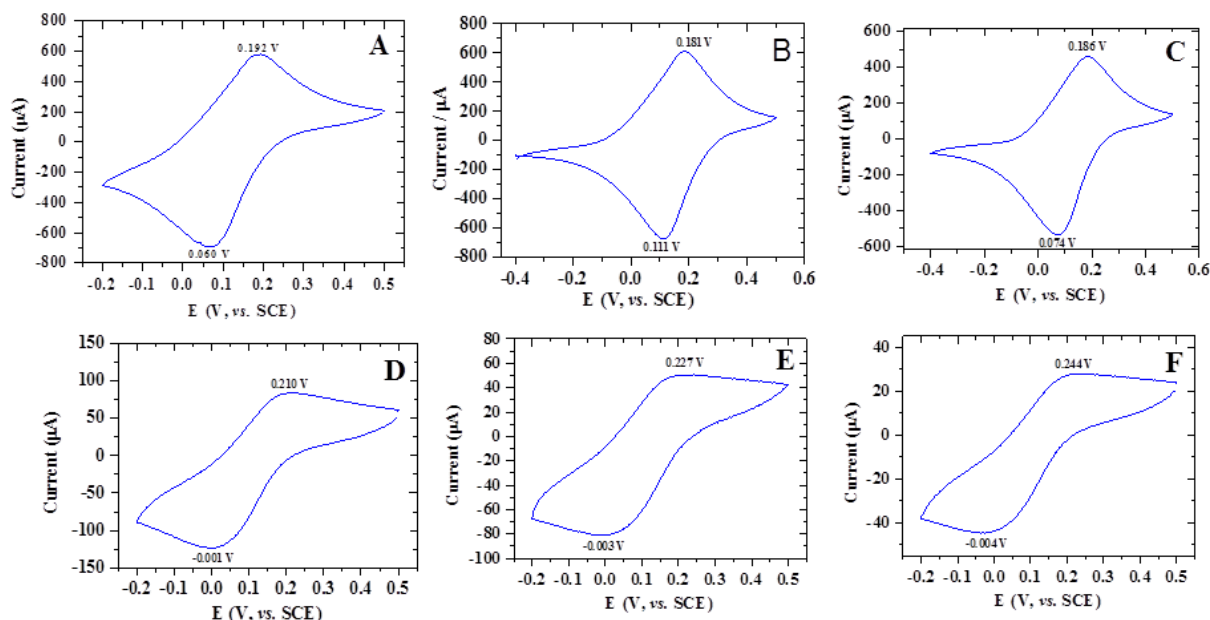 A
0.192 V
0.060 V
Current (µA)
800
600
400
200
0
-200
-400
-600
-800
-0.2 -0.1 0.0 0.1 0.2 0.3 0.4 0.5
E (V, vs. SCE)
B
0.181V
0.111 V
Current / µA
800
600
400
200
0
-200
-400
-600
-800
-0.4 -0.2 0.0 0.2 0.4 0.6
E (V, vs. SCE)
C
0.186 V
0.074 V
Current (µA)
600
400
200
0
-200
-400
-600
-0.4 -0.2 0.0 0.2 0.4 0.6
E (V, vs. SCE)
D
0.210 V
-0.001 V
Current (µA)
150
100
50
0
-50
-100
-150
-0.2 -0.1 0.0 0.1 0.2 0.3 0.4 0.5
E (V, vs. SCE)
E
0.227 V
-0.003 V
Current (µA)
80
60
40
20
0
-20
-40
-60
-80
-100
-0.2 -0.1 0.0 0.1 0.2 0.3 0.4 0.5
E (V, vs. SCE)
F
0.244 V
-0.004 V
Current (µA)
40
20
0
-20
-40
-0.2 -0.1 0.0 0.1 0.2 0.3 0.4 0.5
E (V, vs. SCE)